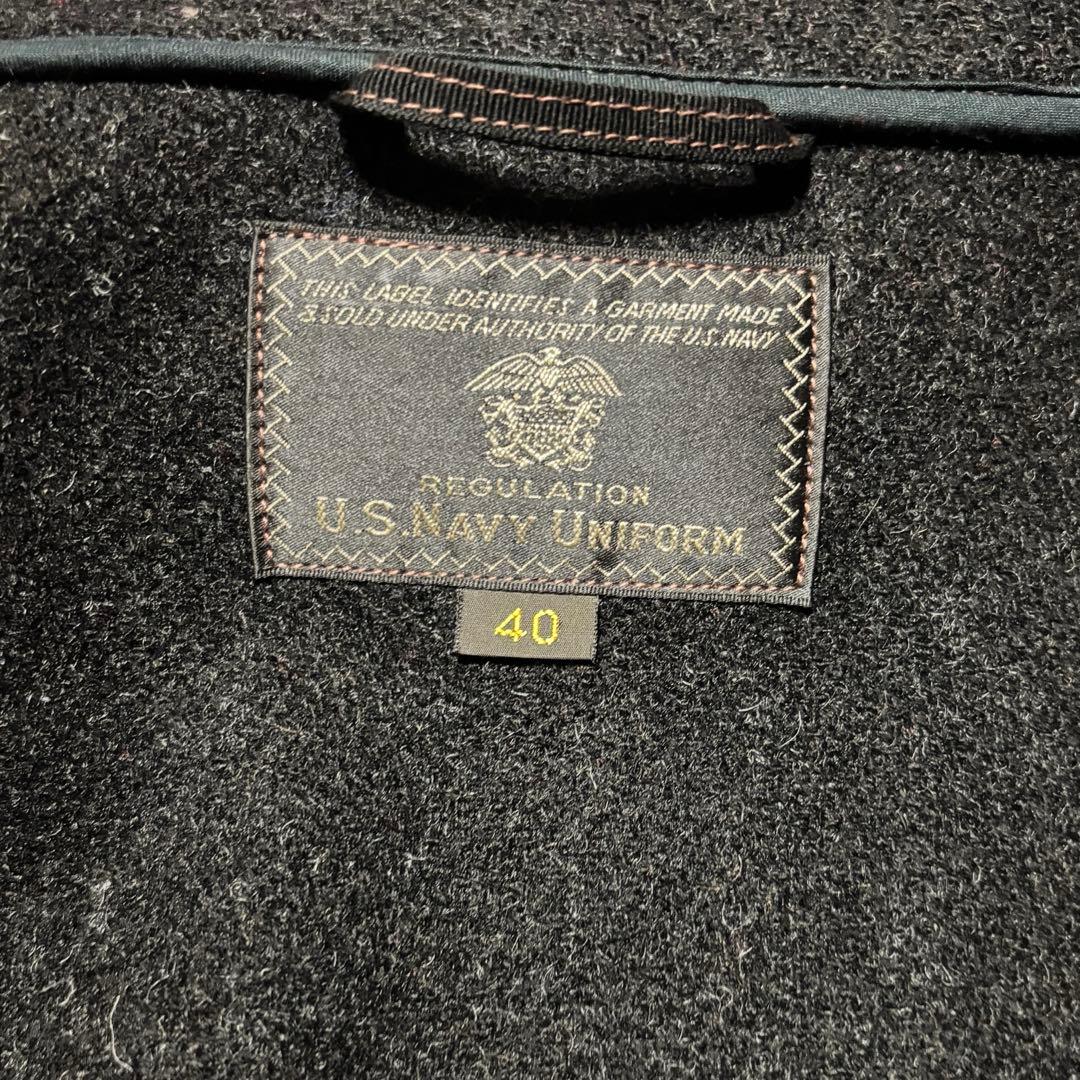 THIS LABEL IDENTIFIES A GARMENT MADE
& SOLD UNDER AUTHORITY OF THE U.S. NAVY
REGULATION
U.S. NAVY UNIFORM
40